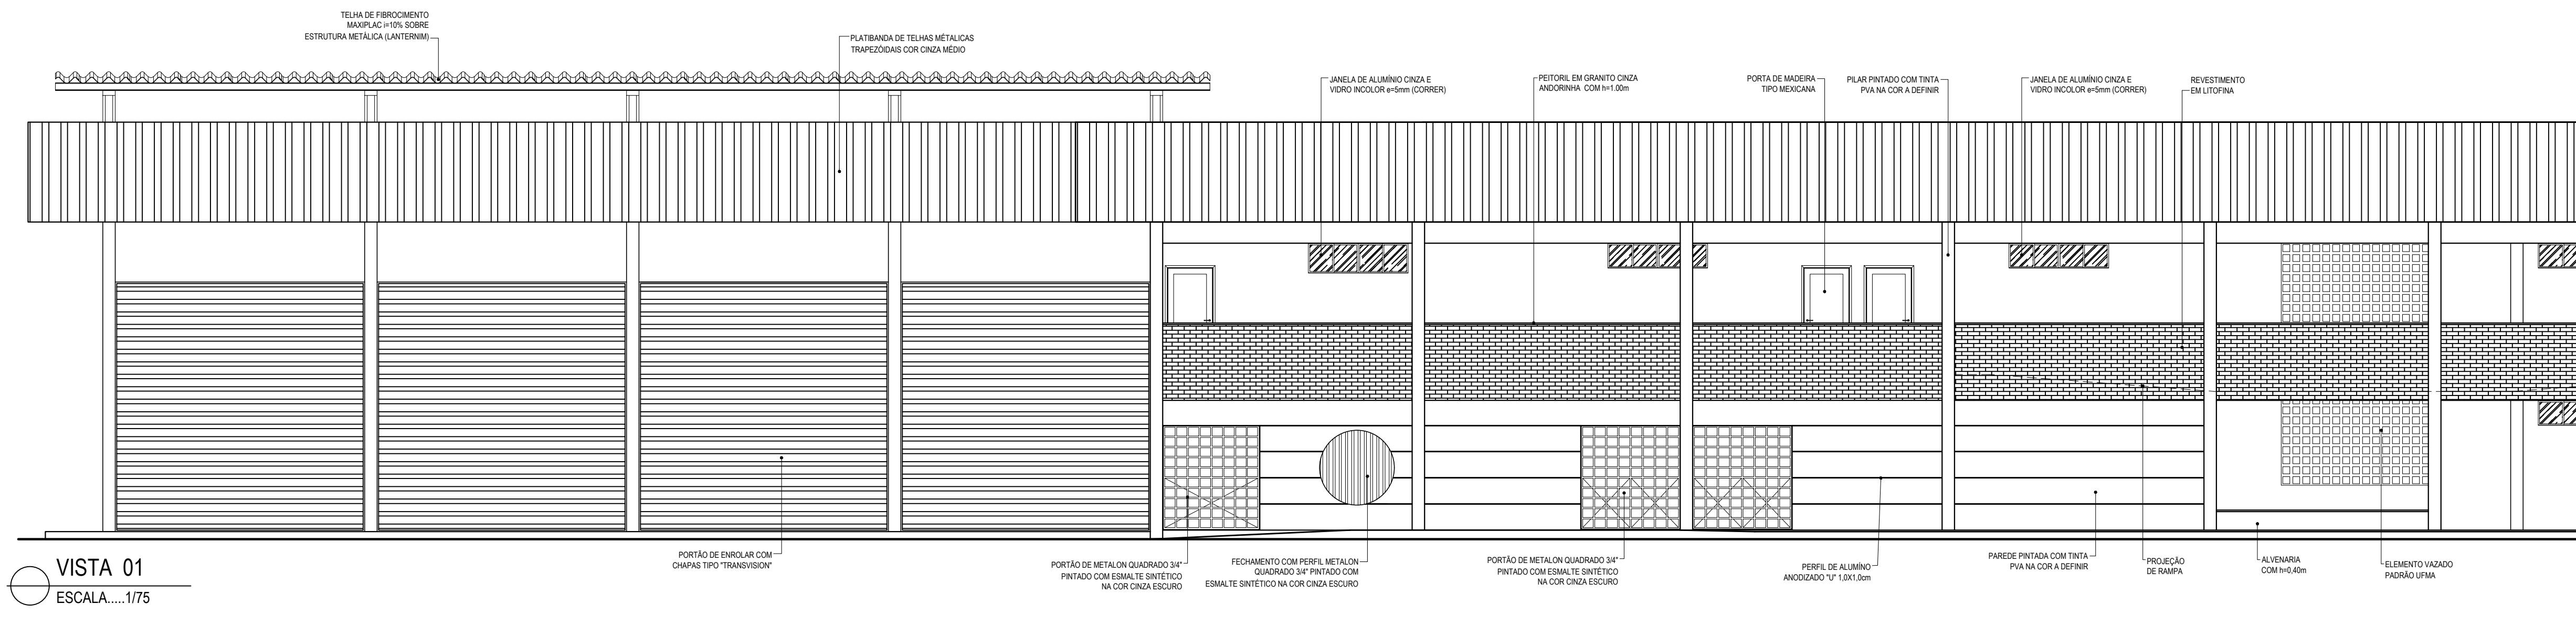 TELHA DE FIBROCIMENTO
MAXIPLAC i=10% SOBRE
ESTRUTURA METÁLICA (LANTERNIM)
PLATIBANDA DE TELHAS MÉTALICAS
TRAPEZÔIDAIS COR CINZA MÉDIO
JANELA DE ALUMÍNIO CINZA E
VIDRO INCOLOR e=5mm (CORRER)
PEITORIL EM GRANITO CINZA
ANDORINHA COM h=1.00m
PORTA DE MADEIRA
TIPO MEXICANA
PILAR PINTADO COM TINTA
PVA NA COR A DEFINIR
JANELA DE ALUMÍNIO CINZA E
VIDRO INCOLOR e=5mm (CORRER)
REVESTIMENTO
EM LITOFINA
PORTÃO DE ENROLAR COM
CHAPAS TIPO "TRANSVISION"
PORTÃO DE METALON QUADRADO 3/4"
PINTADO COM ESMALTE SINTÉTICO
NA COR CINZA ESCURO
FECHAMENTO COM PERFIL METALON
QUADRADO 3/4" PINTADO COM
ESMALTE SINTÉTICO NA COR CINZA ESCURO
PORTÃO DE METALON QUADRADO 3/4"
PINTADO COM ESMALTE SINTÉTICO
NA COR CINZA ESCURO
PERFIL DE ALUMÍNO
ANODIZADO "U" 1,0X1,0cm
PAREDE PINTADA COM TINTA
PVA NA COR A DEFINIR
PROJEÇÃO
DE RAMPA
ALVENARIA
COM h=0,40m
ELEMENTO VAZADO
PADRÃO UFMA
VISTA 01
ESCALA.....1/75